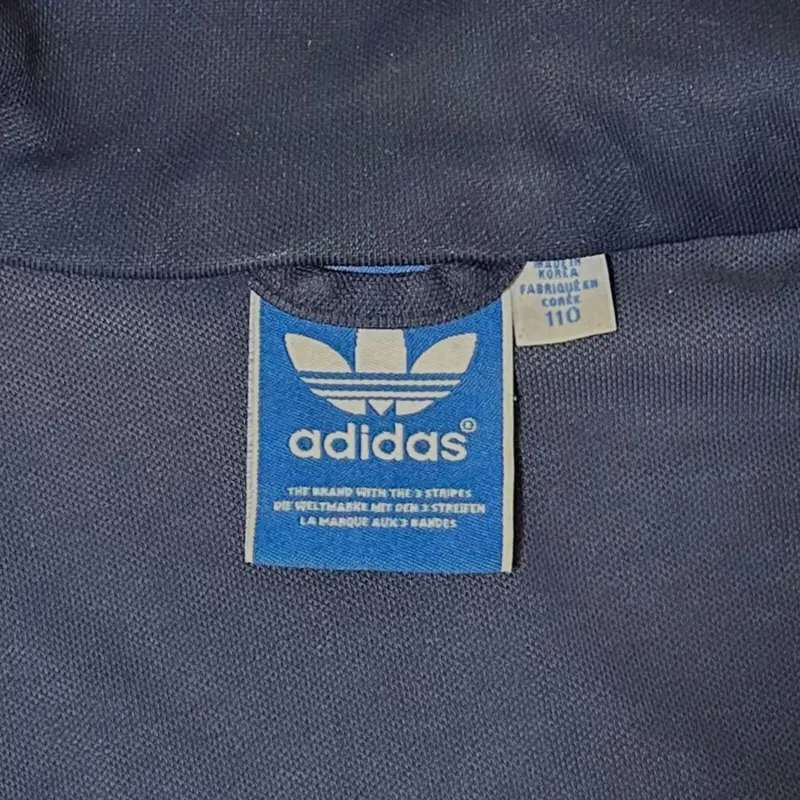 MADE IN
KOREA
FABRIQUÉ EN
CORÉE
110
adidas®
THE BRAND WITH THE 3 STRIPES
DIE WELTMARKE MIT DEN 3 STREIFEN
LA MARQUE AUX 3 BANDES